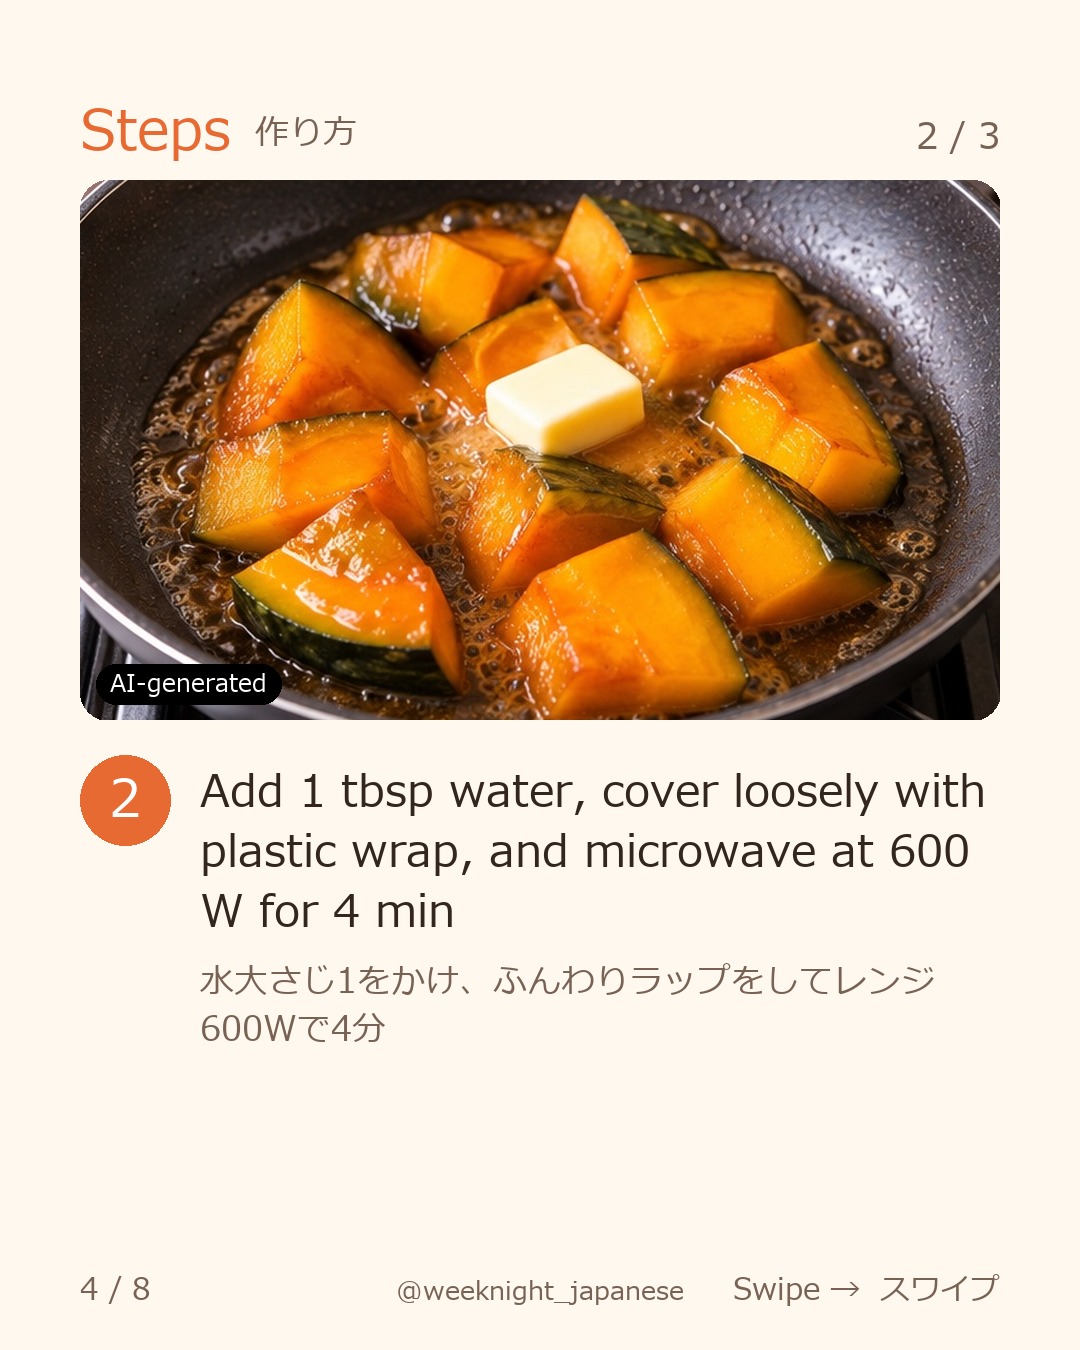 Steps 作り方
2 / 3
AI-generated
2
Add 1 tbsp water, cover loosely with
plastic wrap, and microwave at 600
W for 4 min
水大さじ1をかけ、ふんわりラップをしてレンジ
600Wで4分
4 / 8
@weeknight_japanese
Swipe → スワイプ